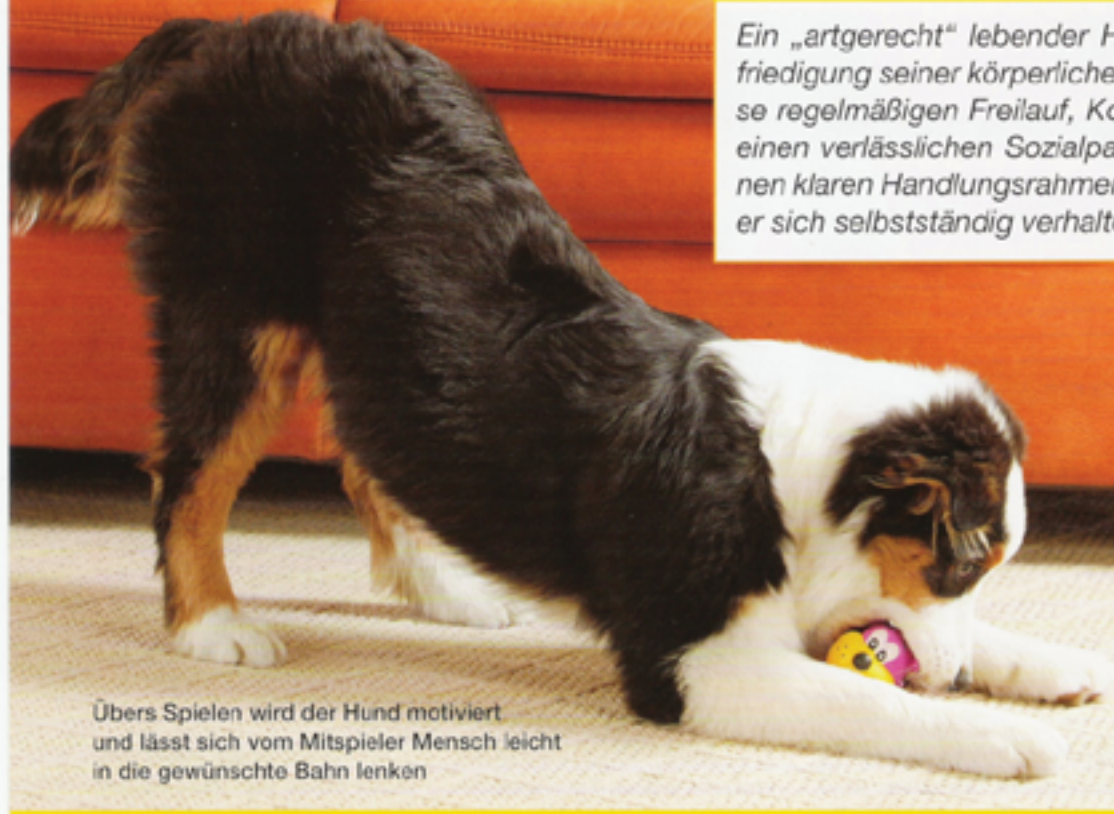 Ein „artgerecht“ lebender H
friedigung seiner körperliche
se regelmäßigen Freilauf, Ko
einen verlässlichen Sozialpa
nen klaren Handlungsrahme
er sich selbstständig verhalt
Übers Spielen wird der Hund motiviert
und lässt sich vom Mitspieler Mensch leicht
in die gewünschte Bahn lenken